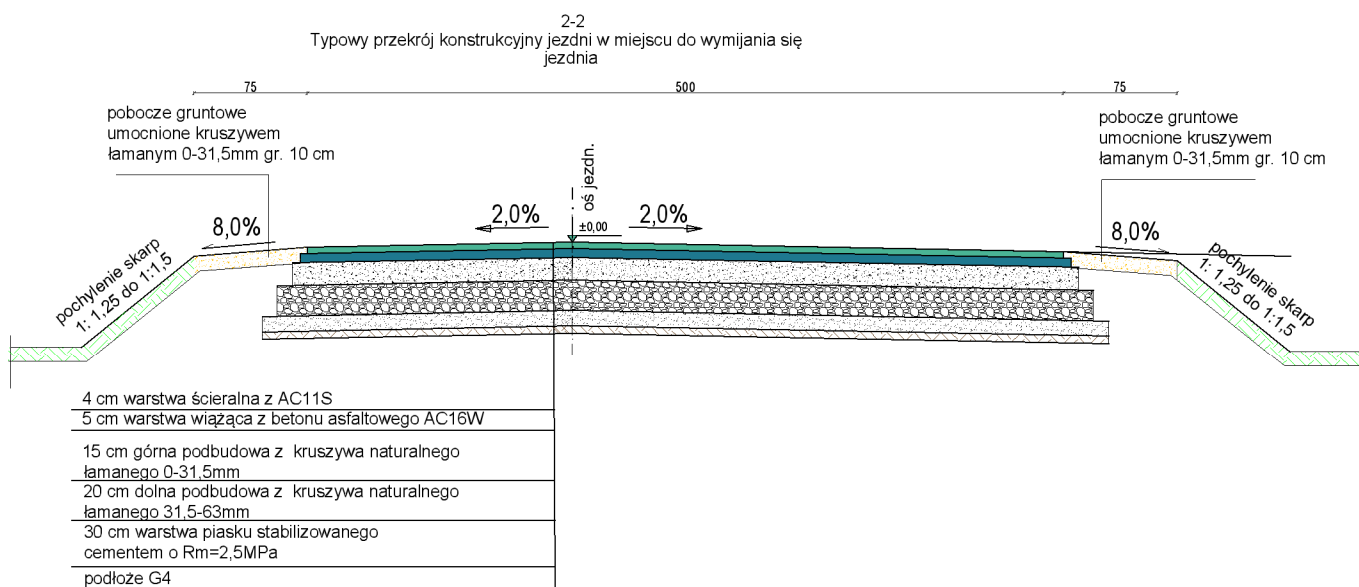 2-2
Typowy przekrój konstrukcyjny jezdni w miejscu do wymijania się
jezdnia
75
500
75
pobocze gruntowe
umocnione kruszywem
łamanym 0-31,5mm gr. 10 cm
pobocze gruntowe
umocnione kruszywem
łamanym 0-31,5mm gr. 10 cm
oś jezdn.
8,0%
2,0%
2,0%
±0,00
8,0%
pochylenie skarp
1: 1,25 do 1:1,5
pochylenie skarp
1: 1,25 do 1:1,5
4 cm warstwa ścieralna z AC11S
5 cm warstwa wiążąca z betonu asfaltowego AC16W
15 cm górna podbudowa z kruszywa naturalnego
łamanego 0-31,5mm
20 cm dolna podbudowa z kruszywa naturalnego
łamanego 31,5-63mm
30 cm warstwa piasku stabilizowanego
cementem o Rm=2,5MPa
podłoże G4